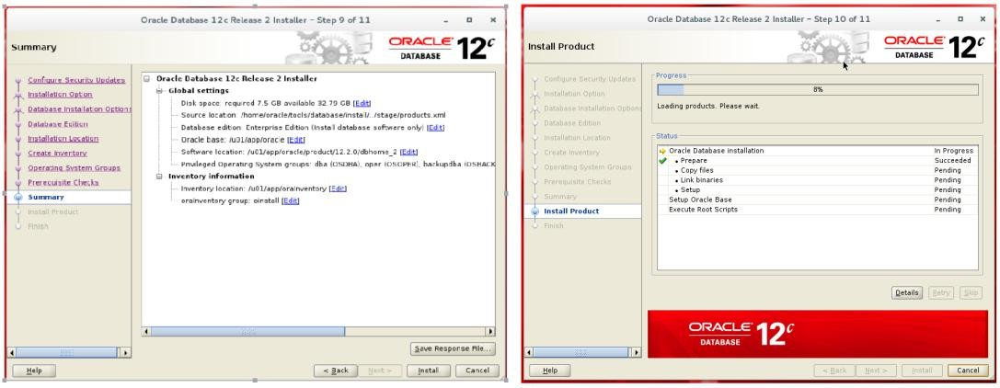 Oracle Database 12c Release 2 Installer - Step 9 of 11
Summary
ORACLE DATABASE 12c
Configure Security Updates
Installation Option
Database Installation Options
Database Edition
Installation Location
Create Inventory
Operating System Groups
Prerequisite Checks
Summary
Install Product
Finish
Oracle Database 12c Release 2 Installer
Global settings
Disk space: required 7.5 GB available 32.79 GB [Edit]
Source location: /home/oracle/tools/database/install/../stage/products.xml
Database edition: Enterprise Edition (Install database software only) [Edit]
Oracle base: /u01/app/oracle [Edit]
Software location: /u01/app/oracle/product/12.2.0/dbhome_2 [Edit]
Privileged Operating System groups: dba (OSDBA), oper (OSOPER), backupdba (OSBACK
Inventory information
Inventory location: /u01/app/oraInventory [Edit]
oraInventory group: oinstall [Edit]
Save Response File...
Help
< Back
Next >
Install
Cancel
Oracle Database 12c Release 2 Installer - Step 10 of 11
Install Product
ORACLE DATABASE 12c
Configure Security Updates
Installation Option
Database Installation Options
Database Edition
Installation Location
Create Inventory
Operating System Groups
Prerequisite Checks
Summary
Install Product
Finish
Progress
8%
Loading products. Please wait.
Status
Oracle Database installation In Progress
• Prepare Succeeded
• Copy files Pending
• Link binaries Pending
• Setup Pending
Setup Oracle Base Pending
Execute Root Scripts Pending
Details
Retry
Skip
ORACLE DATABASE 12c
Help
< Back
Next >
Install
Cancel